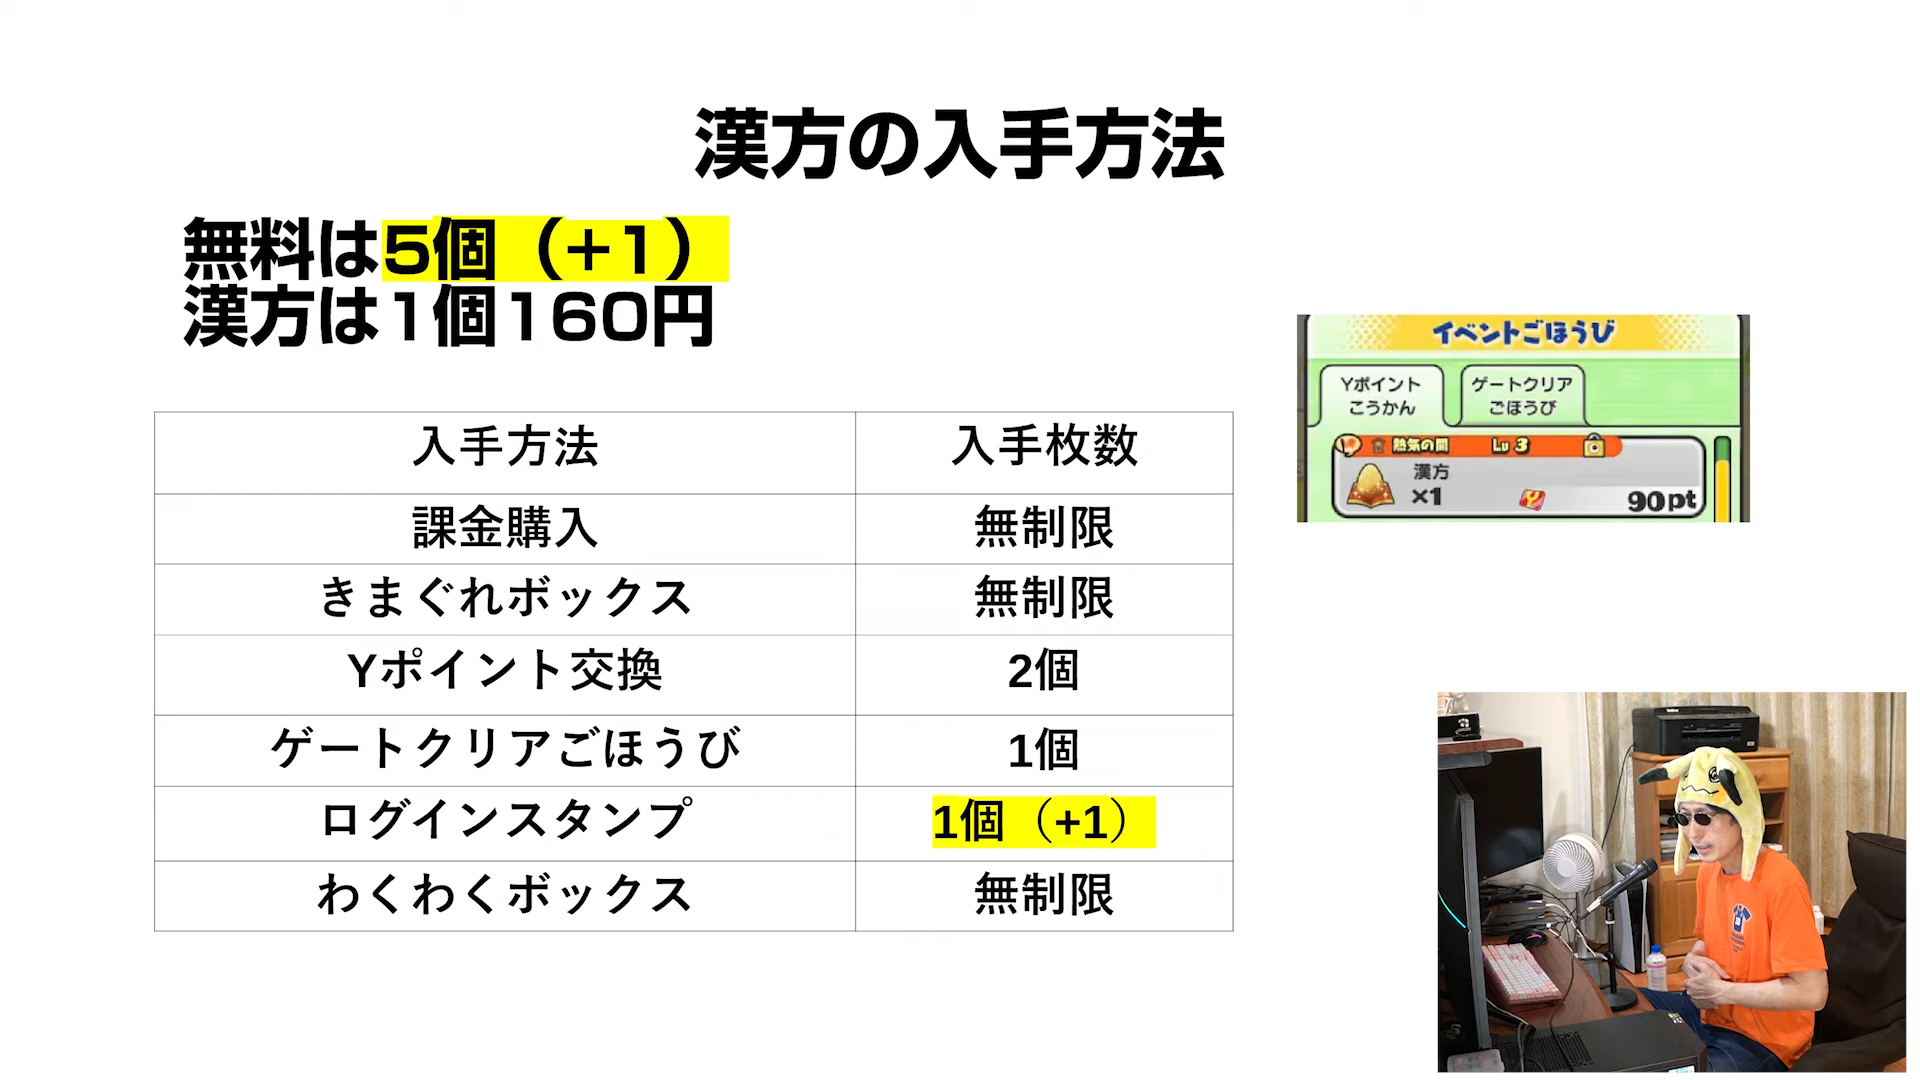 漢方の入手方法
無料は5個（+1）
漢方は1個160円
入手方法 入手枚数
課金購入 無制限
きまぐれボックス 無制限
Yポイント交換 2個
ゲートクリアごほうび 1個
ログインスタンプ 1個（+1）
わくわくボックス 無制限
イベントごほうび
Yポイント
こうかん
ゲートクリア
ごほうび
熱気の間 Lv 3
漢方
×1
90pt